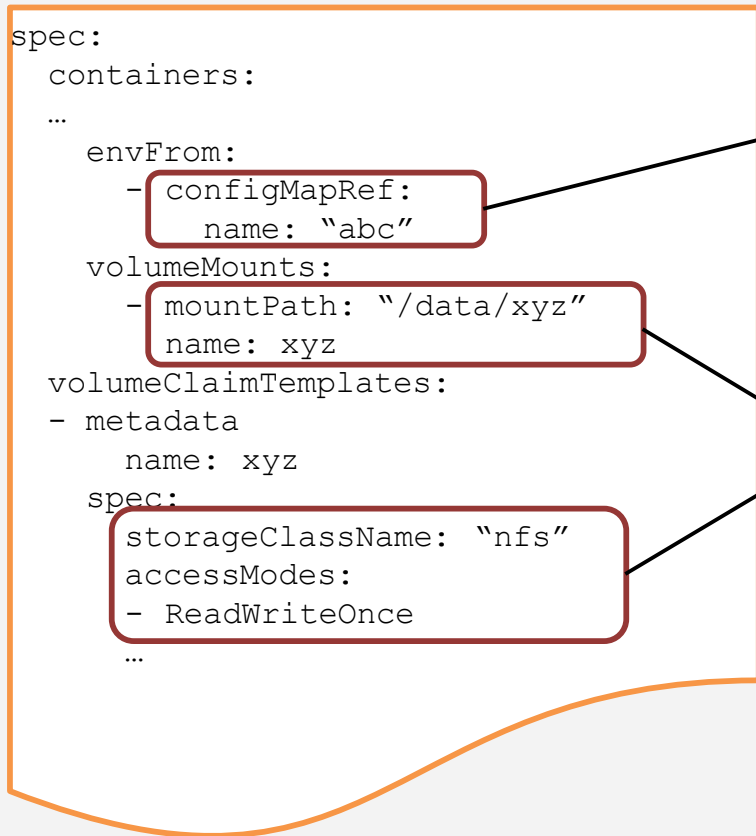 spec:
  containers:
  …
    envFrom:
      - configMapRef:
          name: “abc”
    volumeMounts:
      - mountPath: “/data/xyz”
        name: xyz
  volumeClaimTemplates:
  - metadata
      name: xyz
    spec:
      storageClassName: “nfs”
      accessModes:
      - ReadWriteOnce
      …